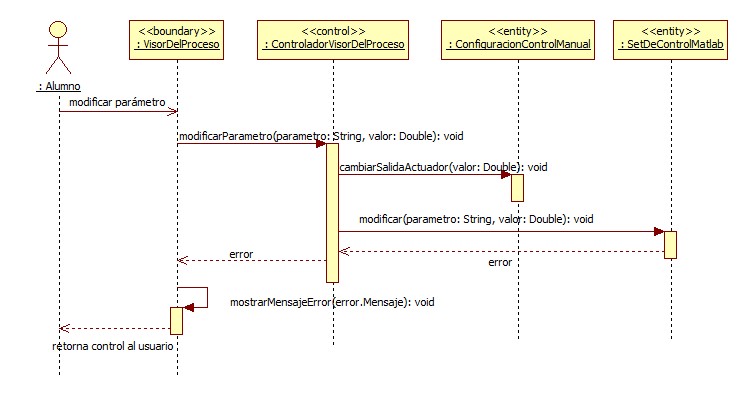 <<boundary>>
: VisorDelProceso
<<control>>
: ControladorVisorDelProceso
<<entity>>
: ConfiguracionControlManual
<<entity>>
: SetDeControlMatlab
: Alumno
modificar parámetro
modificarParametro(parametro: String, valor: Double): void
cambiarSalidaActuador(valor: Double): void
modificar(parametro: String, valor: Double): void
error
error
mostrarMensajeError(error.Mensaje): void
retorna control al usuario